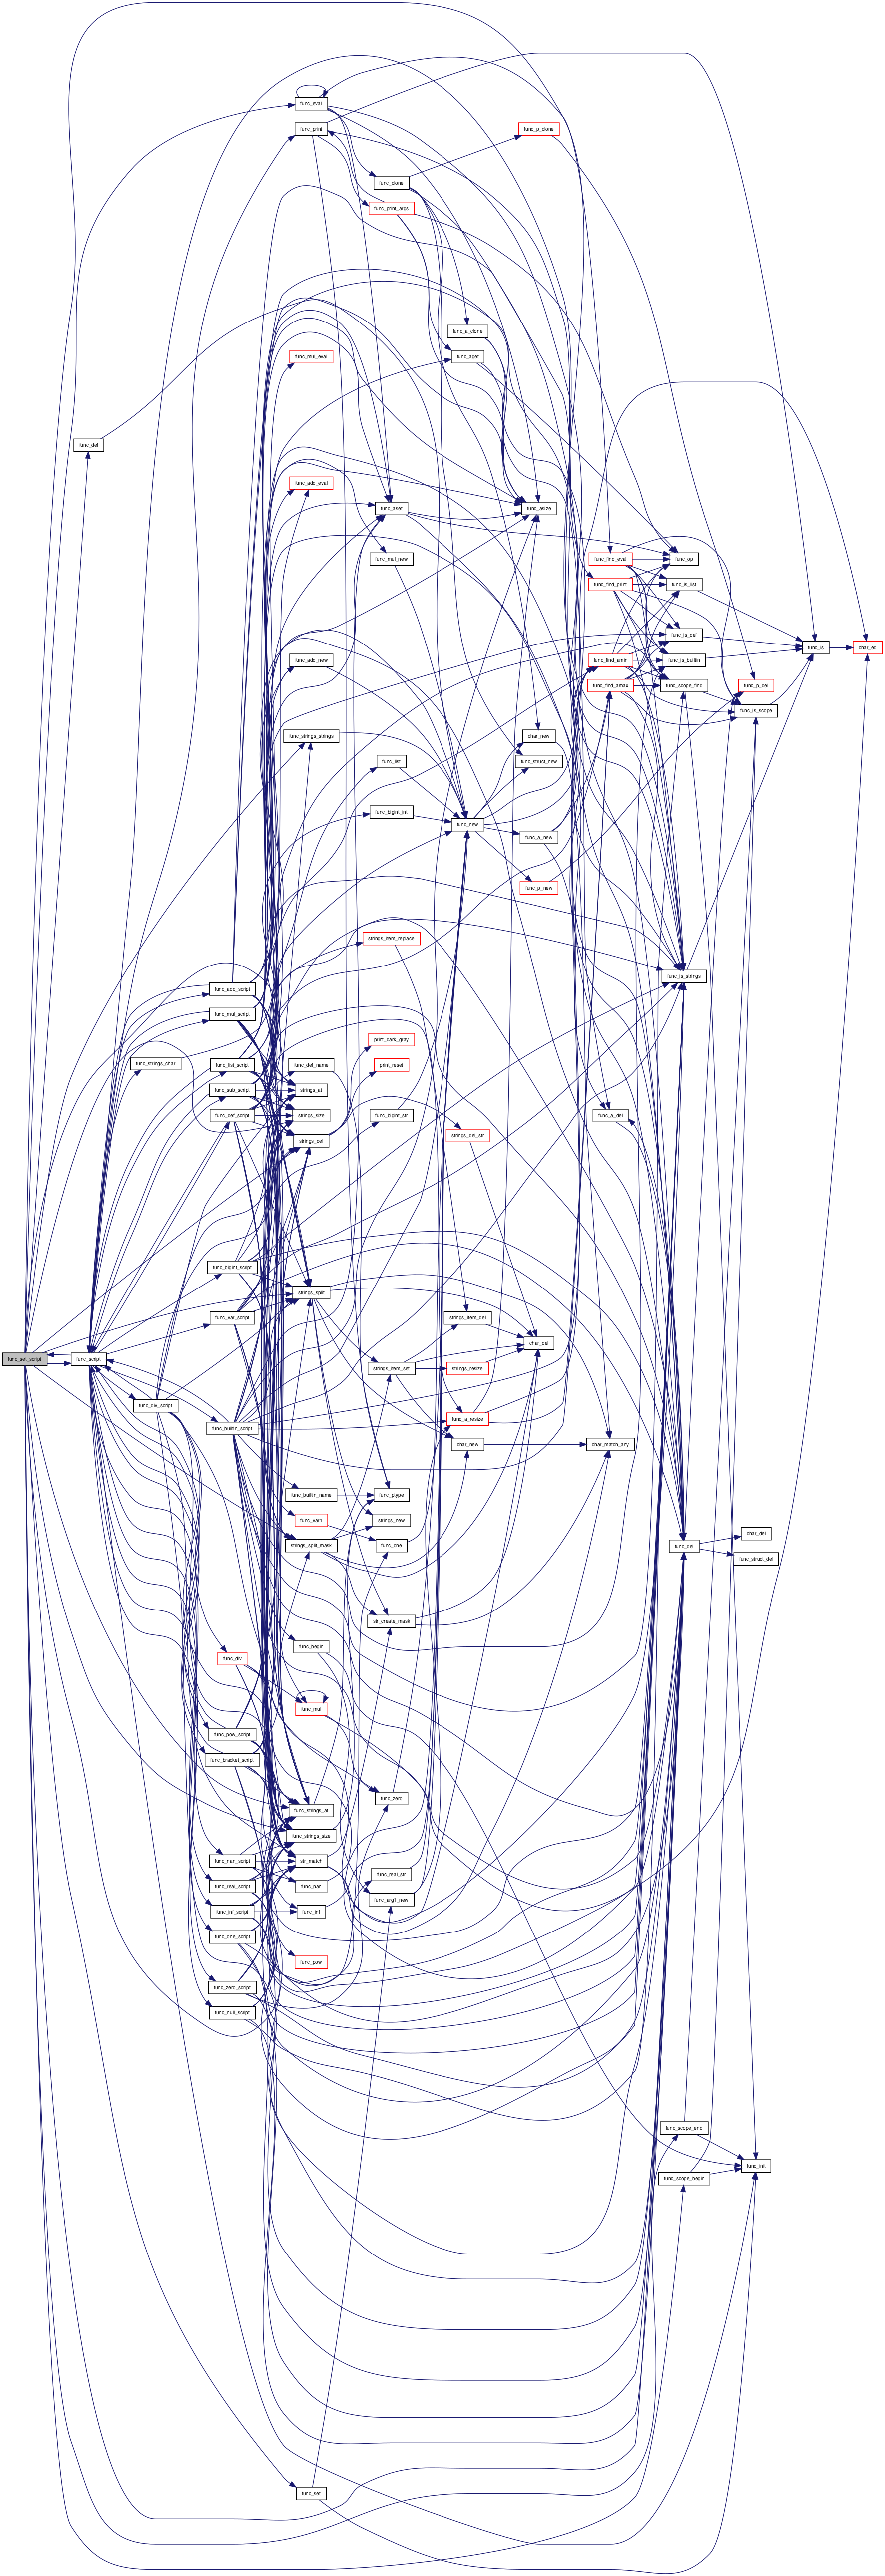 func_eval
func_print
func_p_clone
func_clone
func_print_args
func_a_clone
func_mul_eval
func_aget
func_def
func_add_eval
func_aset
func_asize
func_mul_new
func_find_eval
func_op
func_find_print
func_is_list
func_is_def
func_is
char_eq
func_add_new
func_find_amin
func_is_builtin
func_find_amax
func_scope_find
func_p_del
func_is_scope
func_strings_strings
char_new
func_list
func_struct_new
func_bigint_int
func_new
func_a_new
func_p_new
strings_item_replace
func_is_strings
func_add_script
func_mul_script
print_dark_gray
func_strings_char
func_list_script
func_def_name
print_reset
func_sub_script
strings_at
func_def_script
strings_size
func_bigint_str
func_a_del
strings_del
strings_del_str
func_bigint_script
strings_split
func_var_script
strings_item_del
char_del
func_set_script
func_script
strings_item_set
strings_resize
func_div_script
func_builtin_script
func_a_resize
char_new
char_match_any
func_builtin_name
func_ptype
func_var1
strings_new
strings_split_mask
func_one
func_del
char_del
func_struct_del
str_create_mask
func_begin
func_div
func_mul
func_pow_script
func_bracket_script
func_zero
func_strings_at
func_strings_size
func_nan_script
str_match
func_real_str
func_real_script
func_nan
func_arg1_new
func_inf_script
func_inf
func_one_script
func_pow
func_zero_script
func_null_script
func_scope_end
func_init
func_scope_begin
func_set